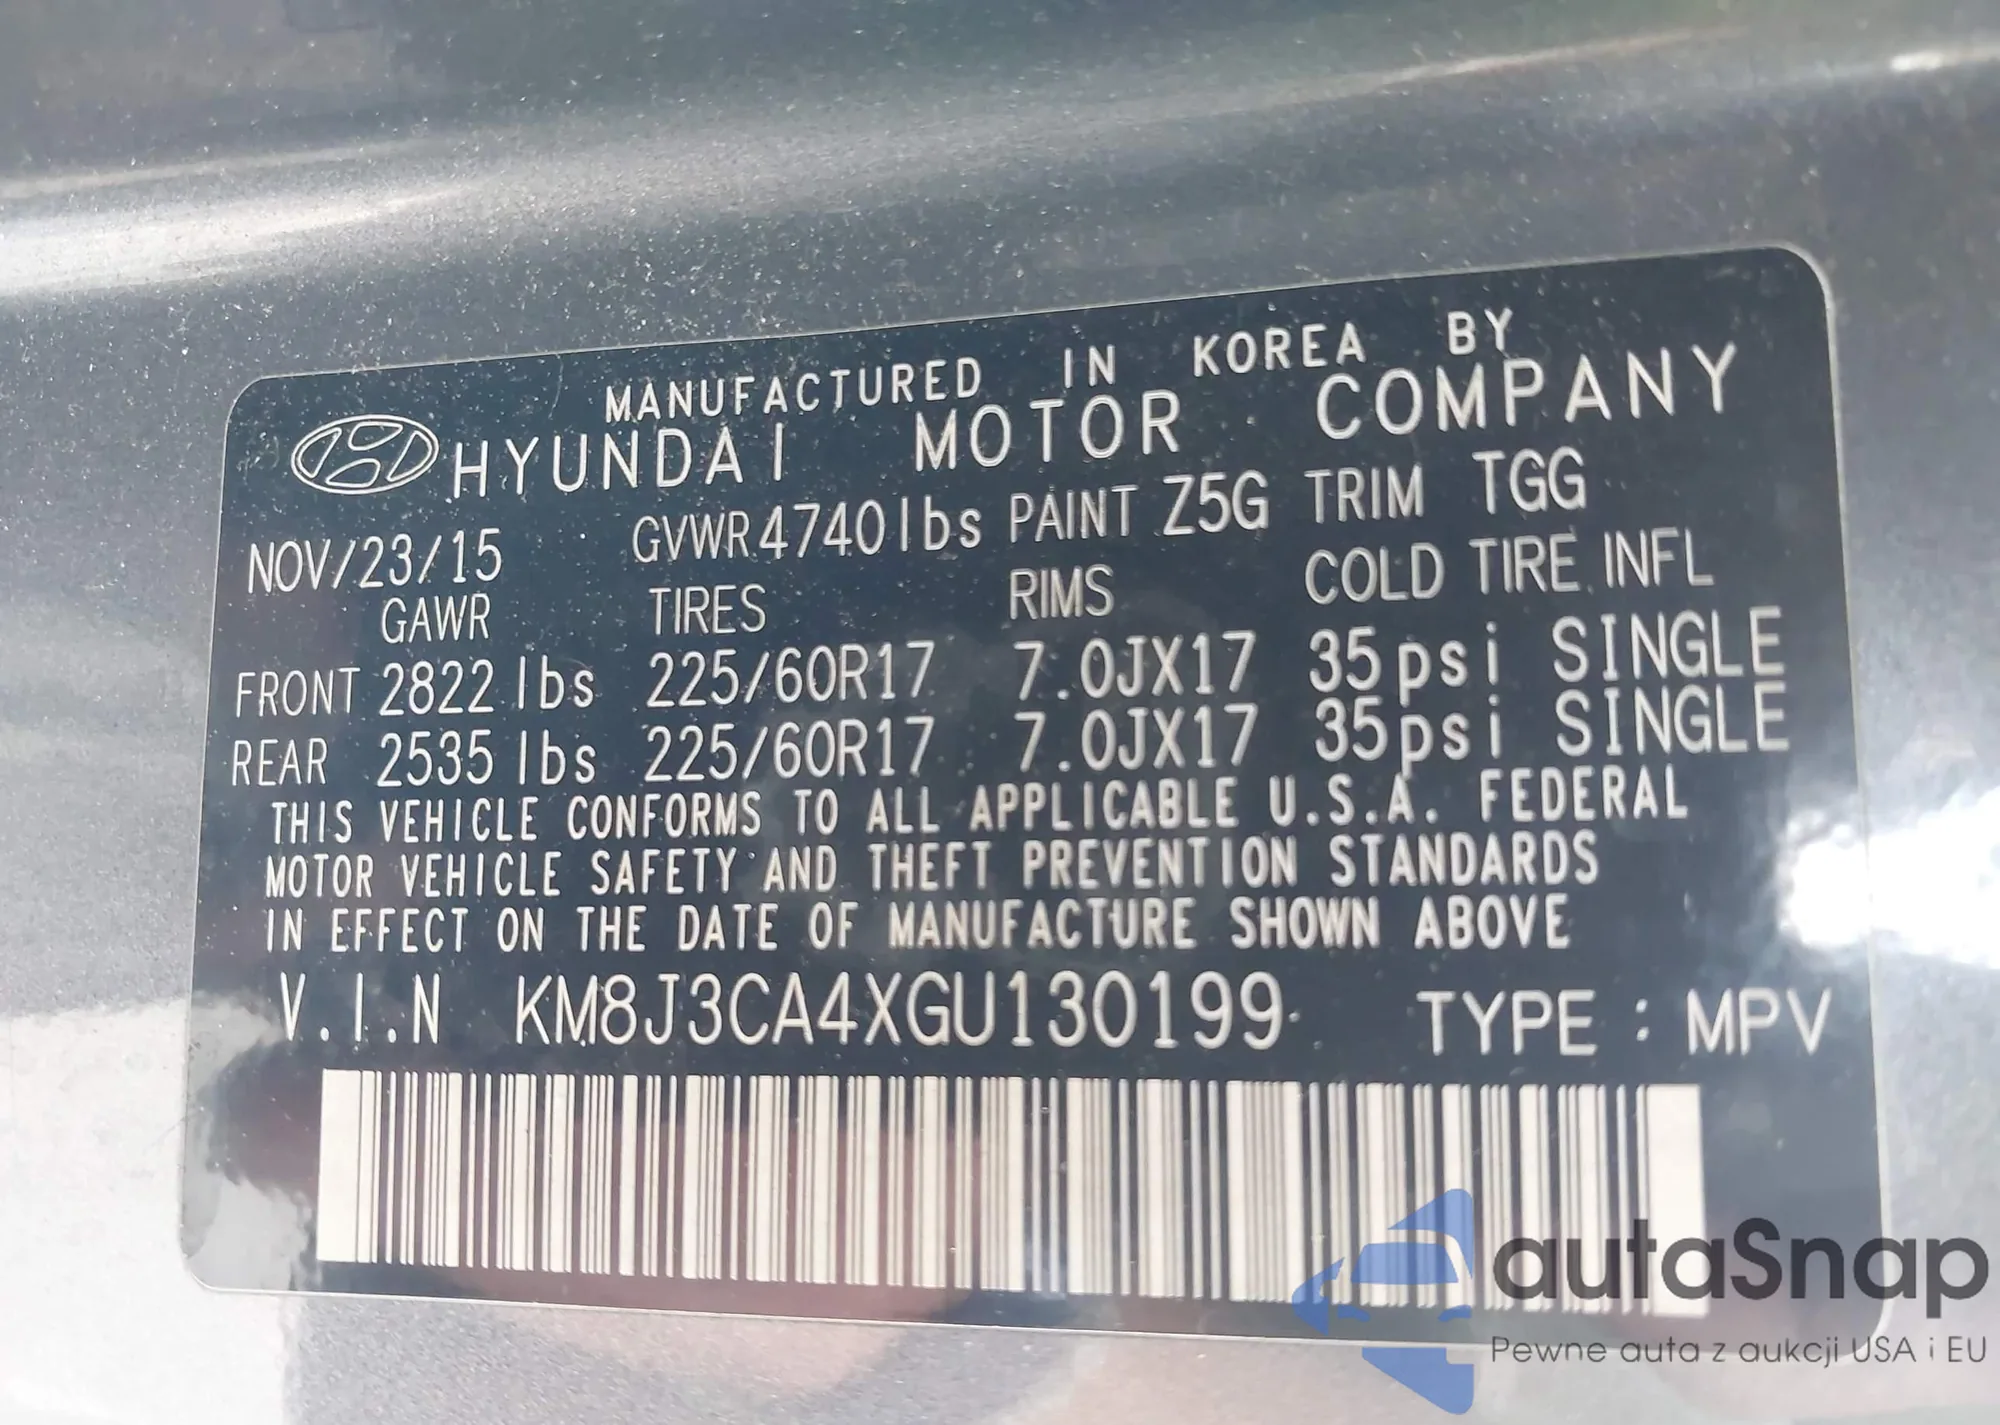 MANUFACTURED IN KOREA BY
HYUNDAI MOTOR COMPANY
NOV/23/15 GVWR 4740lbs PAINT Z5G TRIM TGG
GAWR TIRES RIMS COLD TIRE INFL
FRONT 2822 lbs 225/60R17 7.0JX17 35psi SINGLE
REAR 2535 lbs 225/60R17 7.0JX17 35psi SINGLE
THIS VEHICLE CONFORMS TO ALL APPLICABLE U.S.A. FEDERAL
MOTOR VEHICLE SAFETY AND THEFT PREVENTION STANDARDS
IN EFFECT ON THE DATE OF MANUFACTURE SHOWN ABOVE
V.I.N KM8J3CA4XGU130199 TYPE : MPV
autaSnap
Pewne auta z aukcji USA i EU